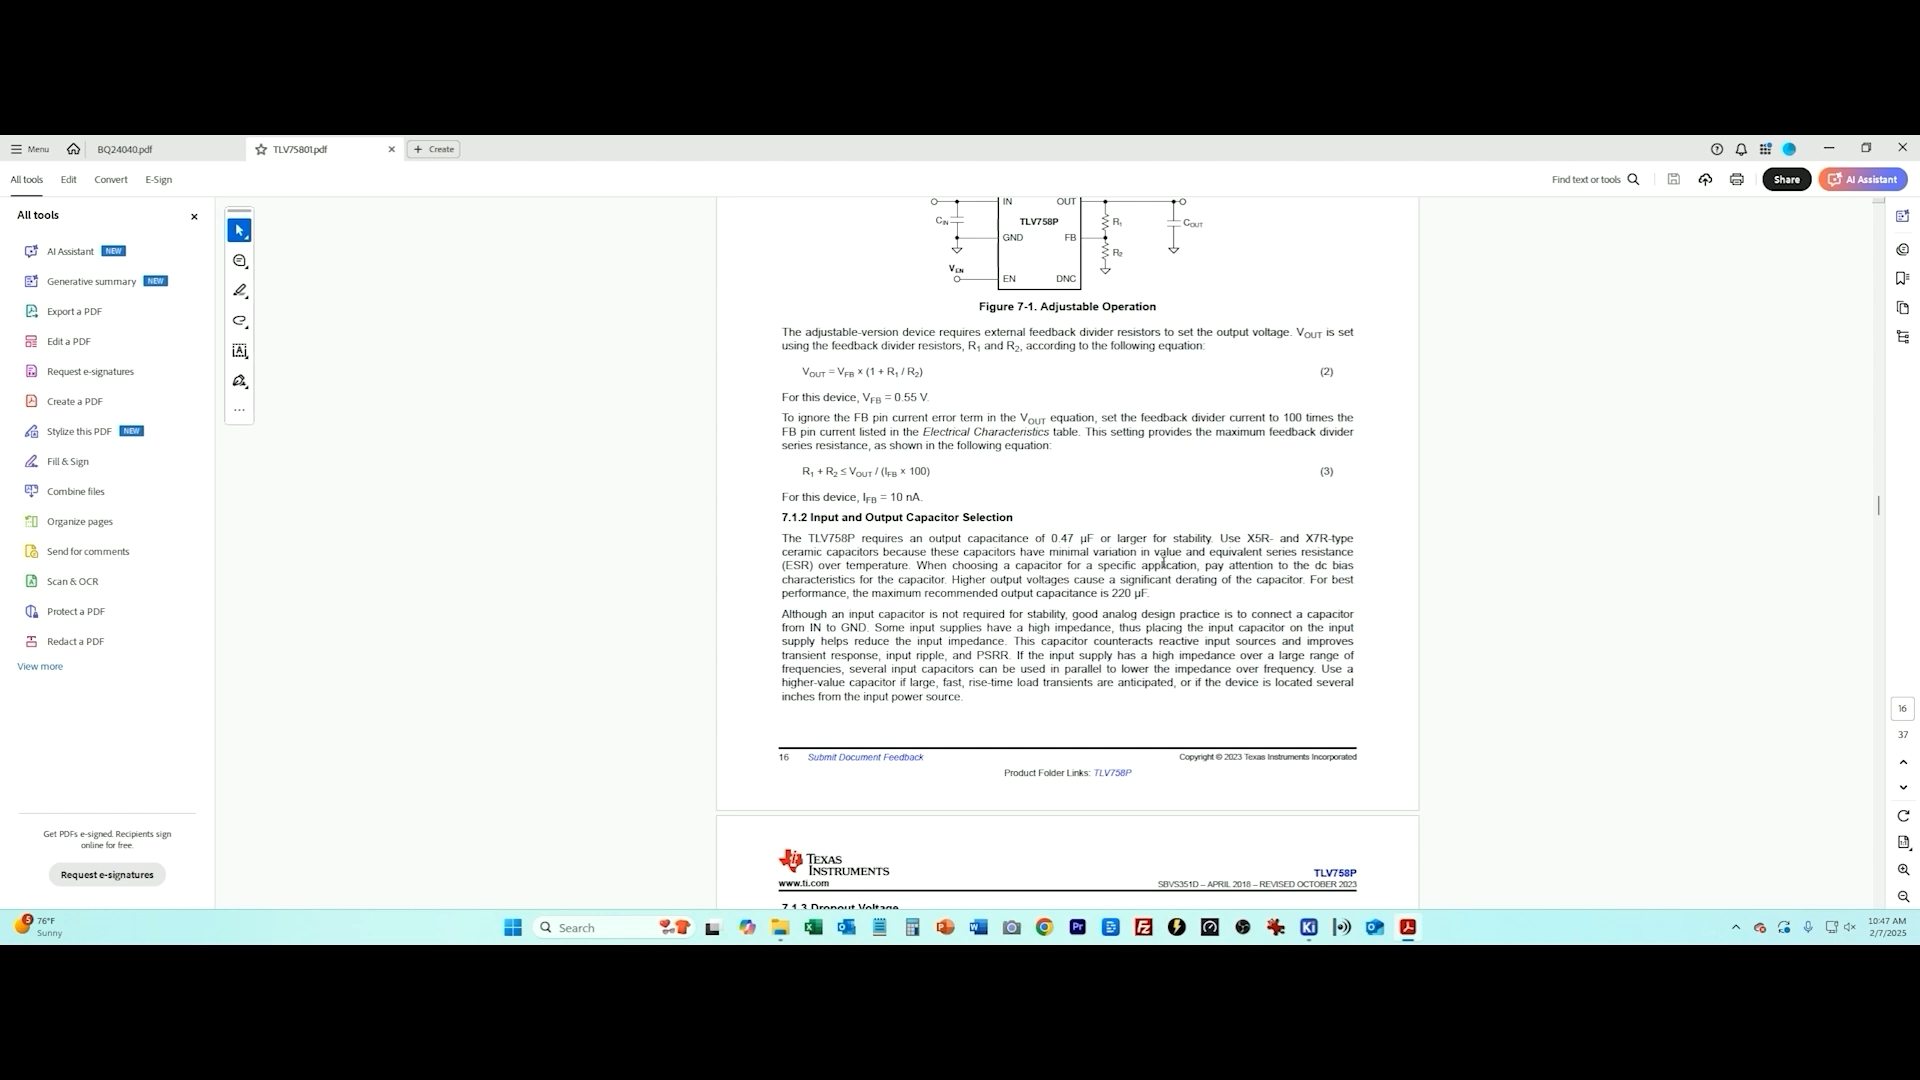 Menu
BQ24040.pdf
TLV75801.pdf
Create
All tools
Edit
Convert
E-Sign
Find text or tools
Share
AI Assistant
All tools
AI Assistant NEW
Generative summary NEW
Export a PDF
Edit a PDF
Request e-signatures
Create a PDF
Stylize this PDF NEW
Fill & Sign
Combine files
Organize pages
Send for comments
Scan & OCR
Protect a PDF
Redact a PDF
View more
Get PDFs e-signed. Recipients sign
online for free.
Request e-signatures
IN OUT
CIN TLV758P R1 COUT
GND FB
R2
VEN
EN DNC
Figure 7-1. Adjustable Operation
The adjustable-version device requires external feedback divider resistors to set the output voltage. VOUT is set
using the feedback divider resistors, R1 and R2, according to the following equation:
VOUT = VFB × (1 + R1 / R2) (2)
For this device, VFB = 0.55 V.
To ignore the FB pin current error term in the VOUT equation, set the feedback divider current to 100 times the
FB pin current listed in the Electrical Characteristics table. This setting provides the maximum feedback divider
series resistance, as shown in the following equation:
R1 + R2 ≤ VOUT / (IFB × 100) (3)
For this device, IFB = 10 nA.
7.1.2 Input and Output Capacitor Selection
The TLV758P requires an output capacitance of 0.47 µF or larger for stability. Use X5R- and X7R-type
ceramic capacitors because these capacitors have minimal variation in value and equivalent series resistance
(ESR) over temperature. When choosing a capacitor for a specific application, pay attention to the dc bias
characteristics for the capacitor. Higher output voltages cause a significant derating of the capacitor. For best
performance, the maximum recommended output capacitance is 220 µF.
Although an input capacitor is not required for stability, good analog design practice is to connect a capacitor
from IN to GND. Some input supplies have a high impedance, thus placing the input capacitor on the input
supply helps reduce the input impedance. This capacitor counteracts reactive input sources and improves
transient response, input ripple, and PSRR. If the input supply has a high impedance over a large range of
frequencies, several input capacitors can be used in parallel to lower the impedance over frequency. Use a
higher-value capacitor if large, fast, rise-time load transients are anticipated, or if the device is located several
inches from the input power source.
16 Submit Document Feedback Copyright © 2023 Texas Instruments Incorporated
Product Folder Links: TLV758P
TEXAS
INSTRUMENTS
www.ti.com
TLV758P
SBVS351D – APRIL 2018 – REVISED OCTOBER 2023
7.1.3 Dropout Voltage
16
37
76°F
Sunny
Search
10:47 AM
2/7/2025